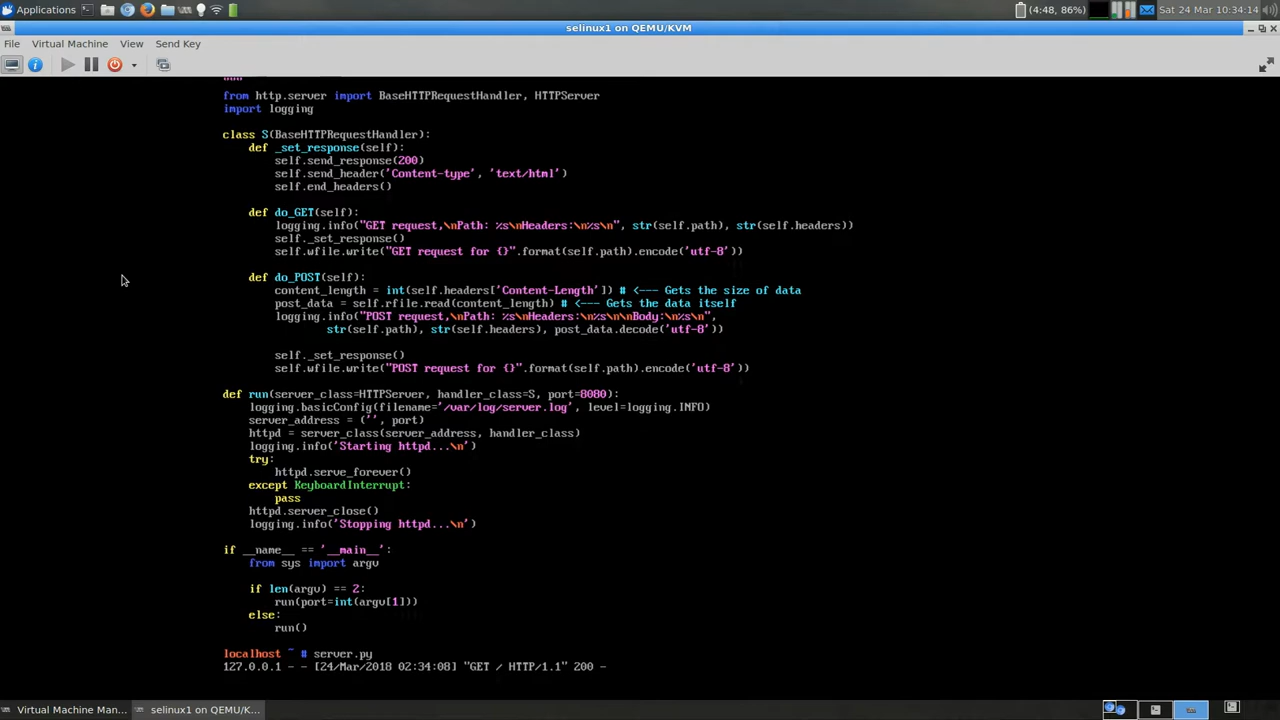 Applications (4:48, 86%) Sat 24 Mar, 10:34:14
selinux1 on QEMU/KVM
File Virtual Machine View Send Key
"""
from http.server import BaseHTTPRequestHandler, HTTPServer
import logging
class S(BaseHTTPRequestHandler):
def _set_response(self):
self.send_response(200)
self.send_header('Content-type', 'text/html')
self.end_headers()
def do_GET(self):
logging.info("GET request,\nPath: %s\nHeaders:\n%s\n", str(self.path), str(self.headers))
self._set_response()
self.wfile.write("GET request for {}".format(self.path).encode('utf-8'))
def do_POST(self):
content_length = int(self.headers['Content-Length']) # <--- Gets the size of data
post_data = self.rfile.read(content_length) # <--- Gets the data itself
logging.info("POST request,\nPath: %s\nHeaders:\n%s\n\nBody:\n%s\n",
str(self.path), str(self.headers), post_data.decode('utf-8'))
self._set_response()
self.wfile.write("POST request for {}".format(self.path).encode('utf-8'))
def run(server_class=HTTPServer, handler_class=S, port=8080):
logging.basicConfig(filename='/var/log/server.log', level=logging.INFO)
server_address = ('', port)
httpd = server_class(server_address, handler_class)
logging.info('Starting httpd...\n')
try:
httpd.serve_forever()
except KeyboardInterrupt:
pass
httpd.server_close()
logging.info('Stopping httpd...\n')
if __name__ == '__main__':
from sys import argv
if len(argv) == 2:
run(port=int(argv[1]))
else:
run()
localhost ~ # server.py
127.0.0.1 - - [24/Mar/2018 02:34:08] "GET / HTTP/1.1" 200 -
Virtual Machine Man... selinux1 on QEMU/K...